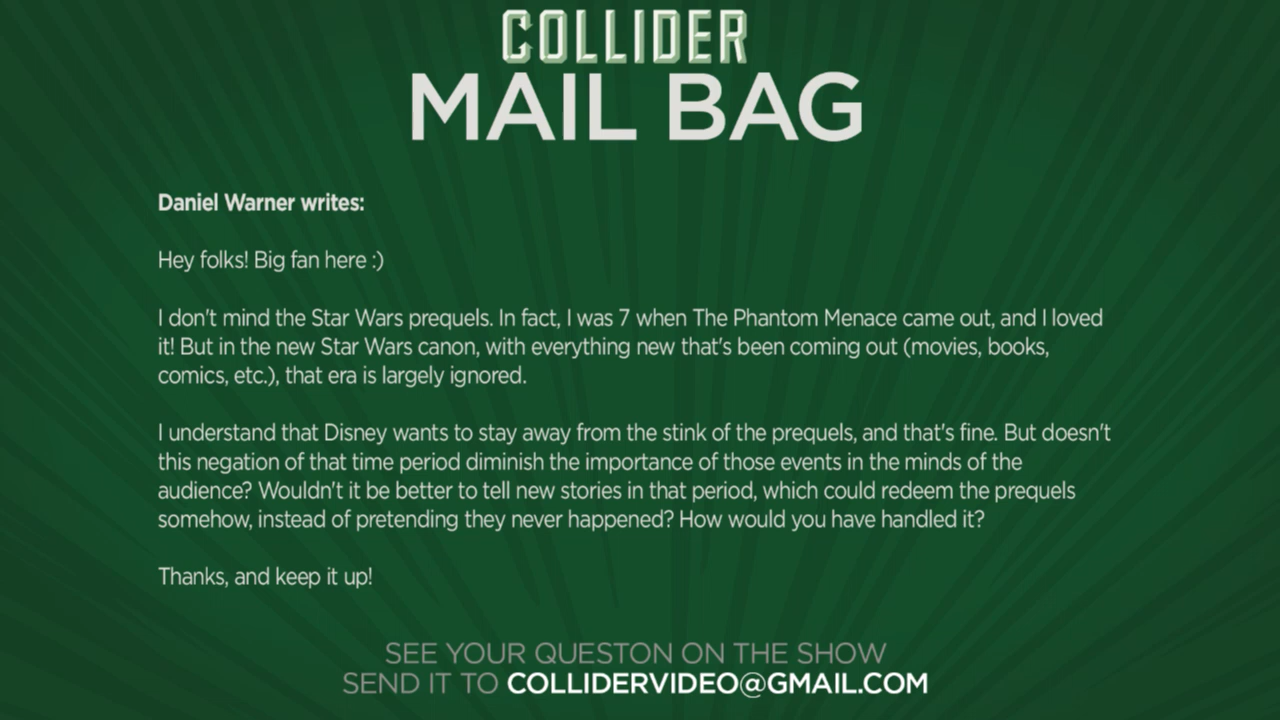 COLLIDER
MAIL BAG
Daniel Warner writes:
Hey folks! Big fan here :)
I don't mind the Star Wars prequels. In fact, I was 7 when The Phantom Menace came out, and I loved
it! But in the new Star Wars canon, with everything new that's been coming out (movies, books,
comics, etc.), that era is largely ignored.
I understand that Disney wants to stay away from the stink of the prequels, and that's fine. But doesn't
this negation of that time period diminish the importance of those events in the minds of the
audience? Wouldn't it be better to tell new stories in that period, which could redeem the prequels
somehow, instead of pretending they never happened? How would you have handled it?
Thanks, and keep it up!
SEE YOUR QUESTON ON THE SHOW
SEND IT TO COLLIDERVIDEO@GMAIL.COM